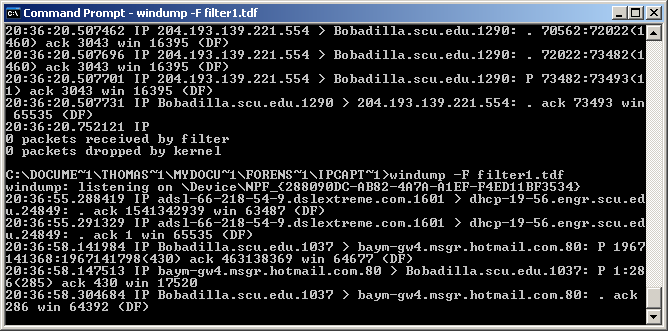 Command Prompt - windump -F filter1.tdf
20:36:20.507462 IP 204.193.139.221.554 > Bobadilla.scu.edu.1290: . 70562:72022(1
460) ack 3043 win 16395 (DF)
20:36:20.507696 IP 204.193.139.221.554 > Bobadilla.scu.edu.1290: . 72022:73482(1
460) ack 3043 win 16395 (DF)
20:36:20.507701 IP 204.193.139.221.554 > Bobadilla.scu.edu.1290: P 73482:73493(1
1) ack 3043 win 16395 (DF)
20:36:20.507731 IP Bobadilla.scu.edu.1290 > 204.193.139.221.554: . ack 73493 win
 65535 (DF)
20:36:20.752121 IP
0 packets received by filter
0 packets dropped by kernel
C:\DOCUME~1\THOMAS~1\MYDOCU~1\FORENS~1\IPCAPT~1>windump -F filter1.tdf
windump: listening on \Device\NPF_{288090DC-AB82-4A7A-A1EF-F4ED11BF3534}
20:36:55.288419 IP adsl-66-218-54-9.dslextreme.com.1601 > dhcp-19-56.engr.scu.ed
u.24849: . ack 1541342939 win 63487 (DF)
20:36:55.291329 IP adsl-66-218-54-9.dslextreme.com.1601 > dhcp-19-56.engr.scu.ed
u.24849: . ack 1 win 65535 (DF)
20:36:58.141984 IP Bobadilla.scu.edu.1037 > baym-gw4.msgr.hotmail.com.80: P 1967
141368:1967141798(430) ack 463138369 win 64677 (DF)
20:36:58.147513 IP baym-gw4.msgr.hotmail.com.80 > Bobadilla.scu.edu.1037: P 1:28
6(285) ack 430 win 17520
20:36:58.304684 IP Bobadilla.scu.edu.1037 > baym-gw4.msgr.hotmail.com.80: . ack
286 win 64392 (DF)